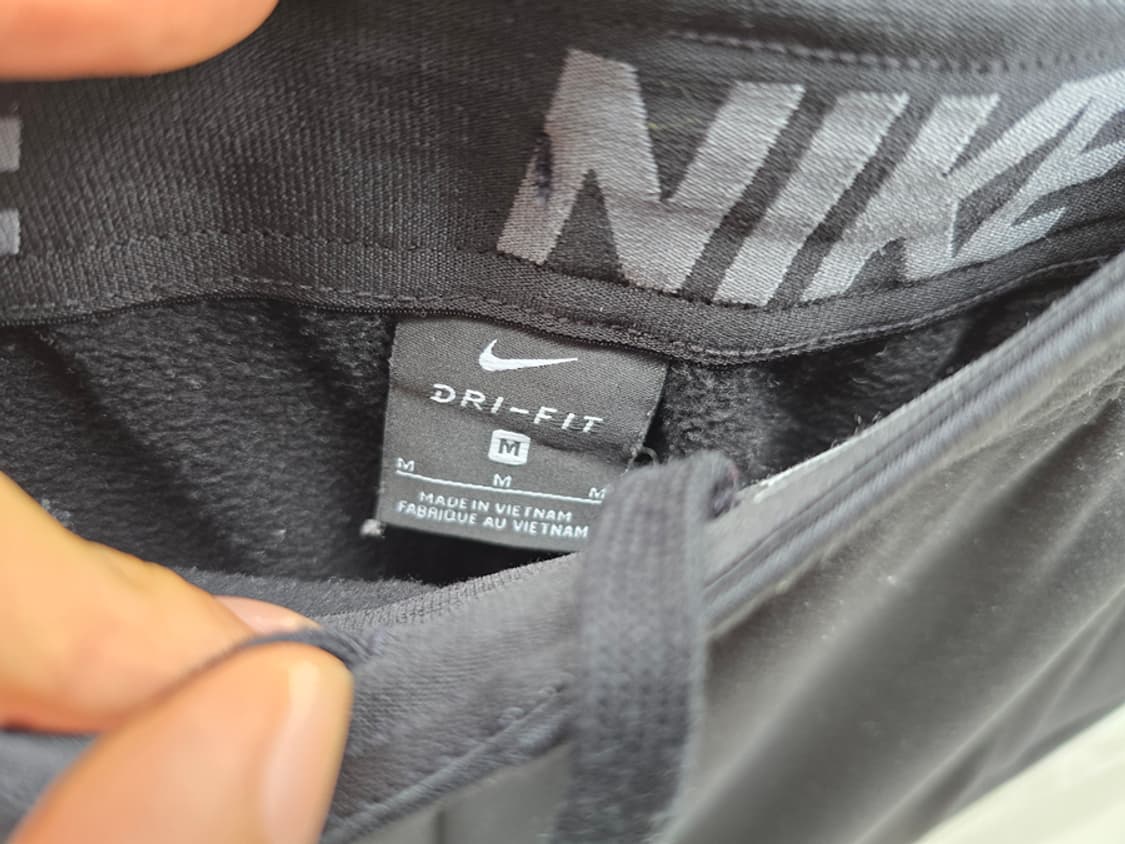 NIKE
DRI-FIT
M
M M M
MADE IN VIETNAM
FABRIQUE AU VIETNAM